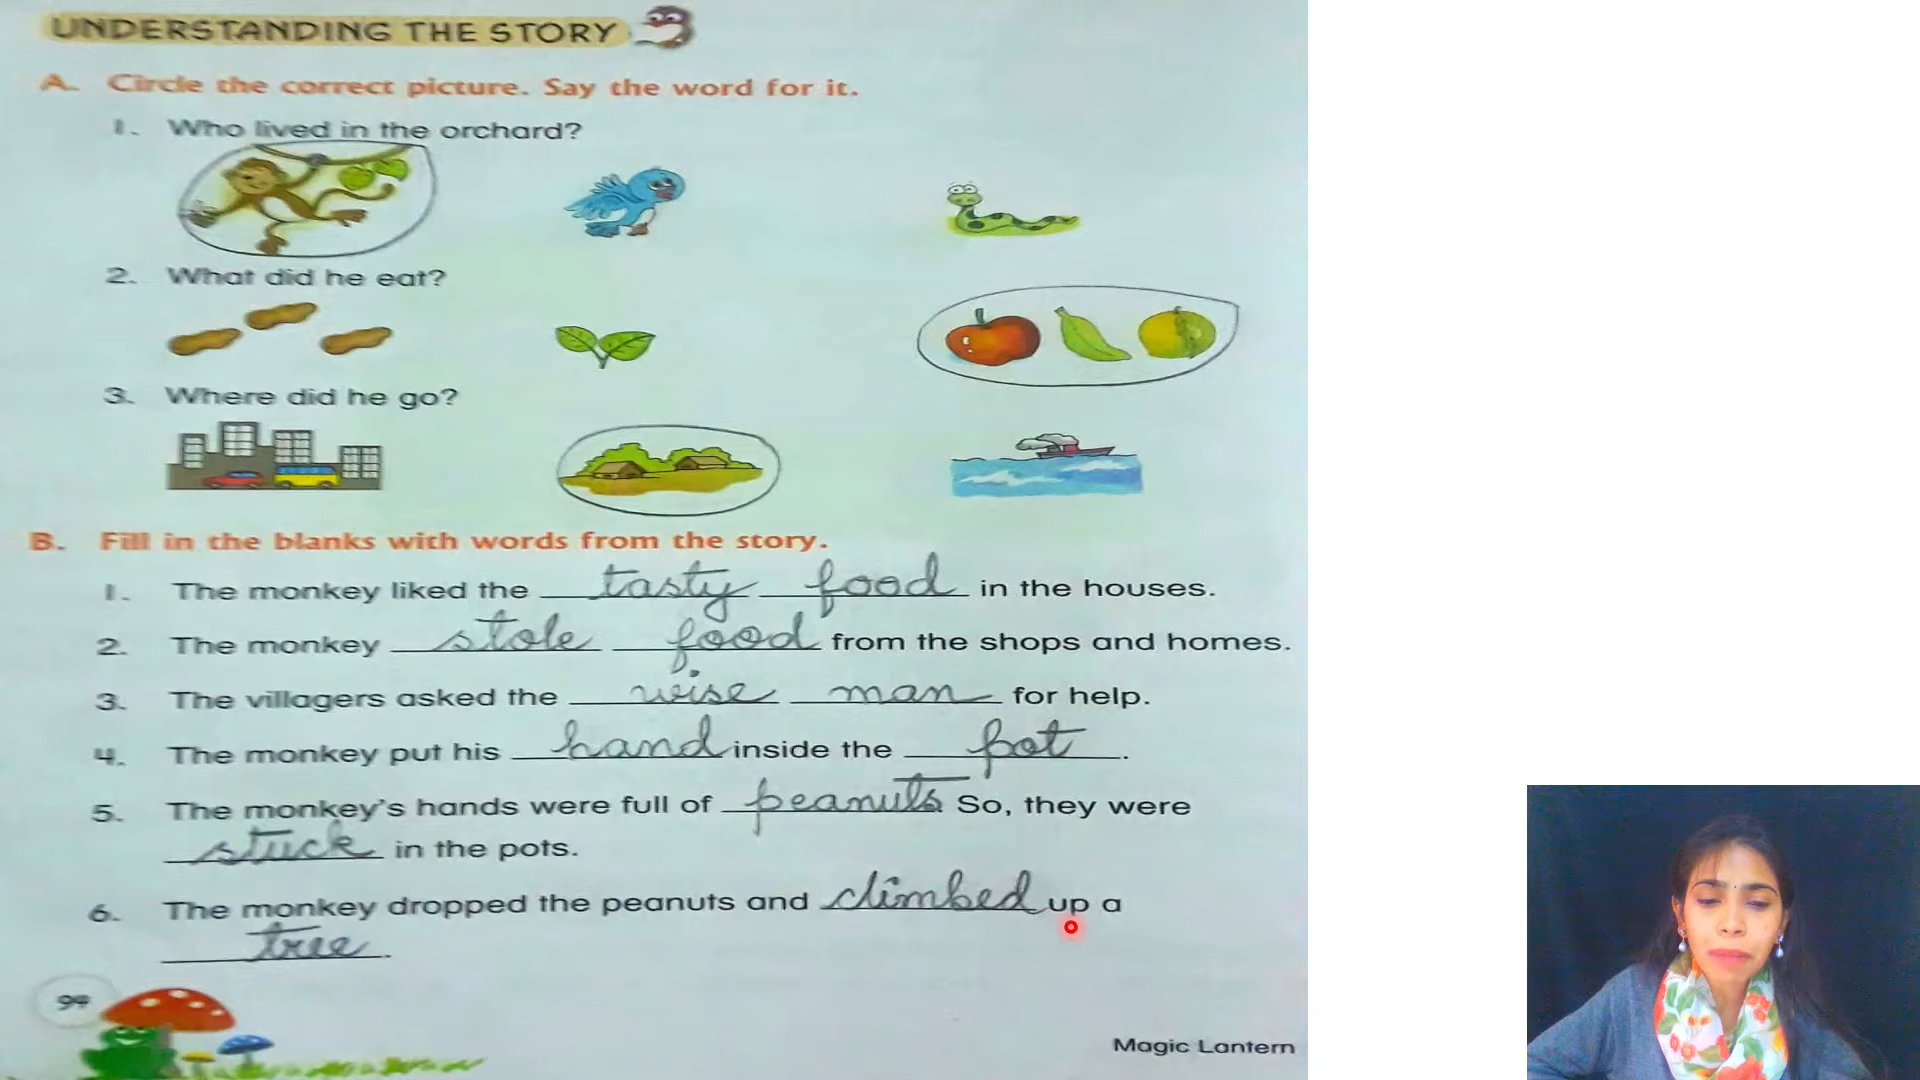 UNDERSTANDING THE STORY
A. Circle the correct picture. Say the word for it.
1. Who lived in the orchard?
2. What did he eat?
3. Where did he go?
B. Fill in the blanks with words from the story.
1. The monkey liked the tasty food in the houses.
2. The monkey stole food from the shops and homes.
3. The villagers asked the wise man for help.
4. The monkey put his hand inside the pot.
5. The monkey's hands were full of peanuts. So, they were
stuck in the pots.
6. The monkey dropped the peanuts and climbed up a
tree.
94
Magic Lantern